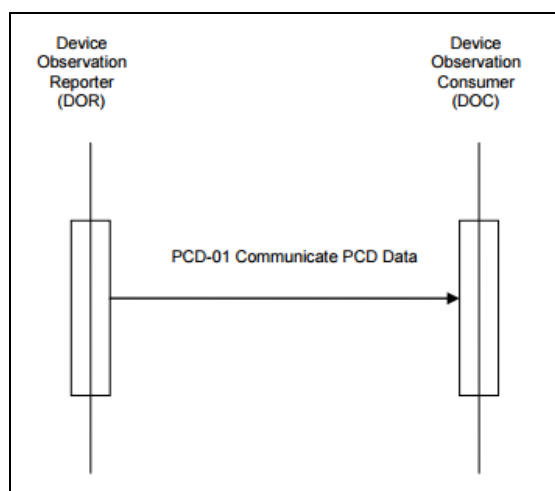 Device
Observation
Reporter
(DOR)
Device
Observation
Consumer
(DOC)
PCD-01 Communicate PCD Data